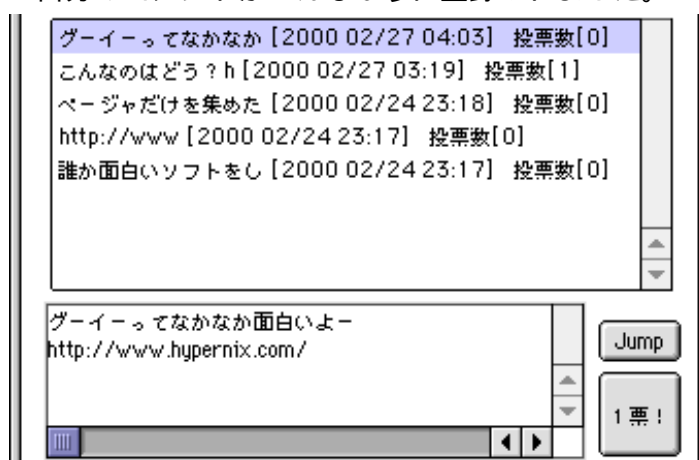 グーイーってなかなか [2000 02/27 04:03] 投票数[0]
こんなのはどう？h [2000 02/27 03:19] 投票数[1]
ページャだけを集めた [2000 02/24 23:18] 投票数[0]
http://www [2000 02/24 23:17] 投票数[0]
誰か面白いソフトをし [2000 02/24 23:17] 投票数[0]
グーイーってなかなか面白いよー
http://www.hypernix.com/
Jump
1票！